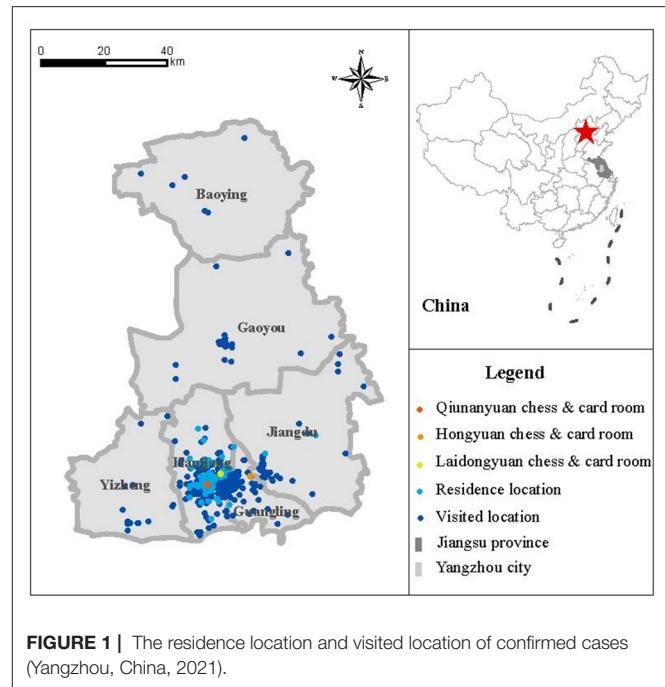 0 20 40
km
N
W E
S
Baoying
Gaoyou
Jiangdu
Hanjiang
Yizheng
Guangling
China
Legend
Qiunanyuan chess & card room
Hongyuan chess & card room
Laidongyuan chess & card room
Residence location
Visited location
Jiangsu province
Yangzhou city
FIGURE 1 | The residence location and visited location of confirmed cases
(Yangzhou, China, 2021).